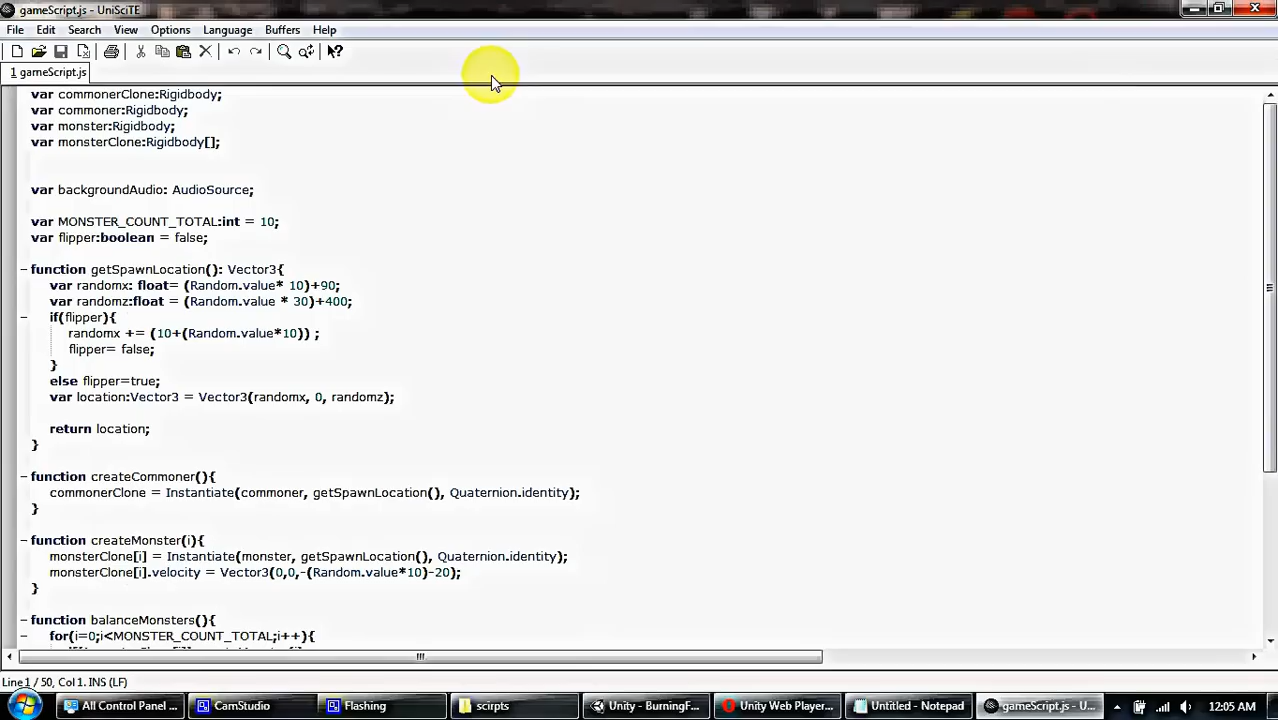 gameScript.js - UniSciTE
File Edit Search View Options Language Buffers Help
1 gameScript.js
var commonerClone:Rigidbody;
var commoner:Rigidbody;
var monster:Rigidbody;
var monsterClone:Rigidbody[];
var backgroundAudio: AudioSource;
var MONSTER_COUNT_TOTAL:int = 10;
var flipper:boolean = false;
function getSpawnLocation(): Vector3{
var randomx: float= (Random.value* 10)+90;
var randomz:float = (Random.value * 30)+400;
if(flipper){
randomx += (10+(Random.value*10)) ;
flipper= false;
}
else flipper=true;
var location:Vector3 = Vector3(randomx, 0, randomz);
return location;
}
function createCommoner(){
commonerClone = Instantiate(commoner, getSpawnLocation(), Quaternion.identity);
}
function createMonster(i){
monsterClone[i] = Instantiate(monster, getSpawnLocation(), Quaternion.identity);
monsterClone[i].velocity = Vector3(0,0,-(Random.value*10)-20);
}
function balanceMonsters(){
for(i=0;i<MONSTER_COUNT_TOTAL;i++){
Line 1 / 50, Col 1. INS (LF)
All Control Panel ... CamStudio Flashing scirpts Unity - BurningF... Unity Web Player... Untitled - Notepad gameScript.js - U... 12:05 AM